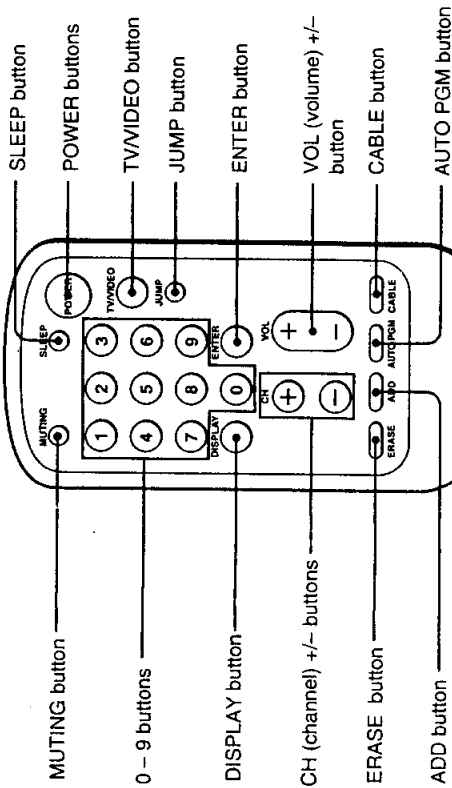 MUTING button
0 – 9 buttons
DISPLAY button
CH (channel) +/– buttons
ERASE button
ADD button
MUTING
SLEEP
POWER
1
2
3
TV/VIDEO
4
5
6
JUMP
7
8
9
DISPLAY
0
ENTER
CH
VOL
+
+
–
–
ERASE
ADD
AUTO PGM
CABLE
SLEEP button
POWER buttons
TV/VIDEO button
JUMP button
ENTER button
VOL (volume) +/–
button
CABLE button
AUTO PGM button